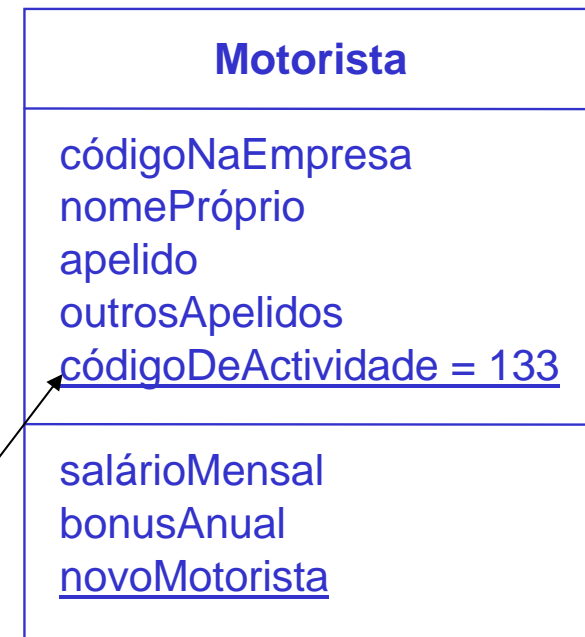 Motorista
códigoNaEmpresa
nomePróprio
apelido
outrosApelidos
códigoDeActividade = 133
salárioMensal
bonusAnual
novoMotorista